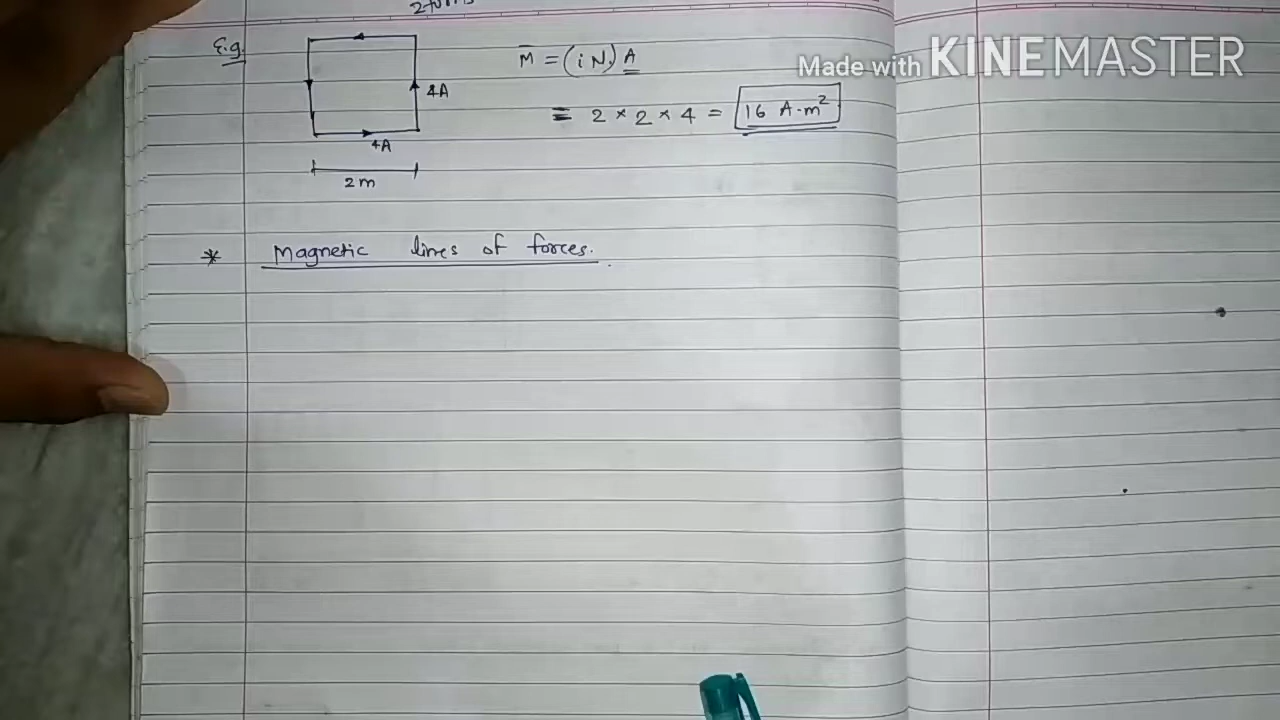 E.g.
M̄ = (iN) A
Made with KINEMASTER
4A
= 2 × 2 × 4 = 16 A·m²
4A
2m
* Magnetic lines of forces.